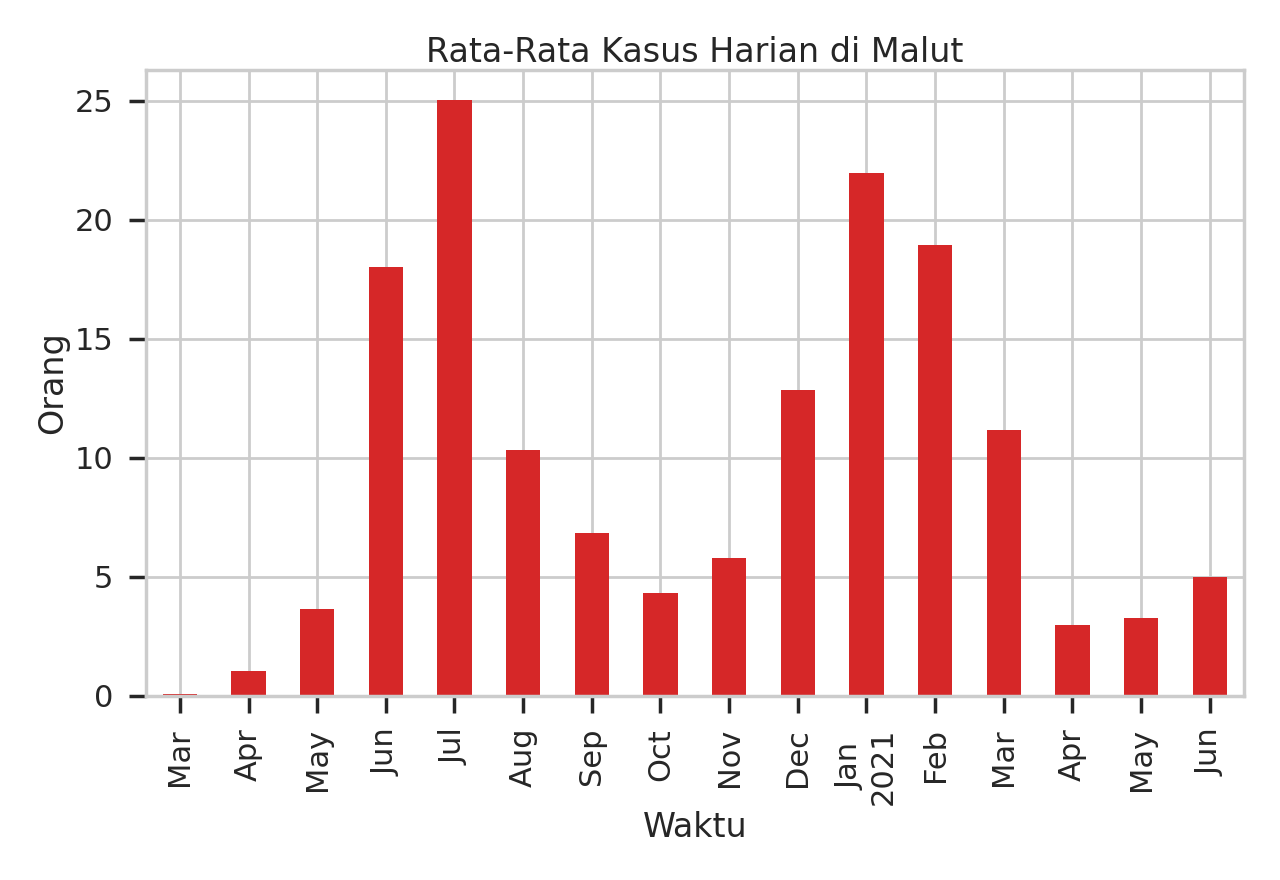 Rata-Rata Kasus Harian di Malut
25
20
15
10
5
0
Orang
Mar
Apr
May
Jun
Jul
Aug
Sep
Oct
Nov
Dec
Jan
2021
Feb
Mar
Apr
May
Jun
Waktu